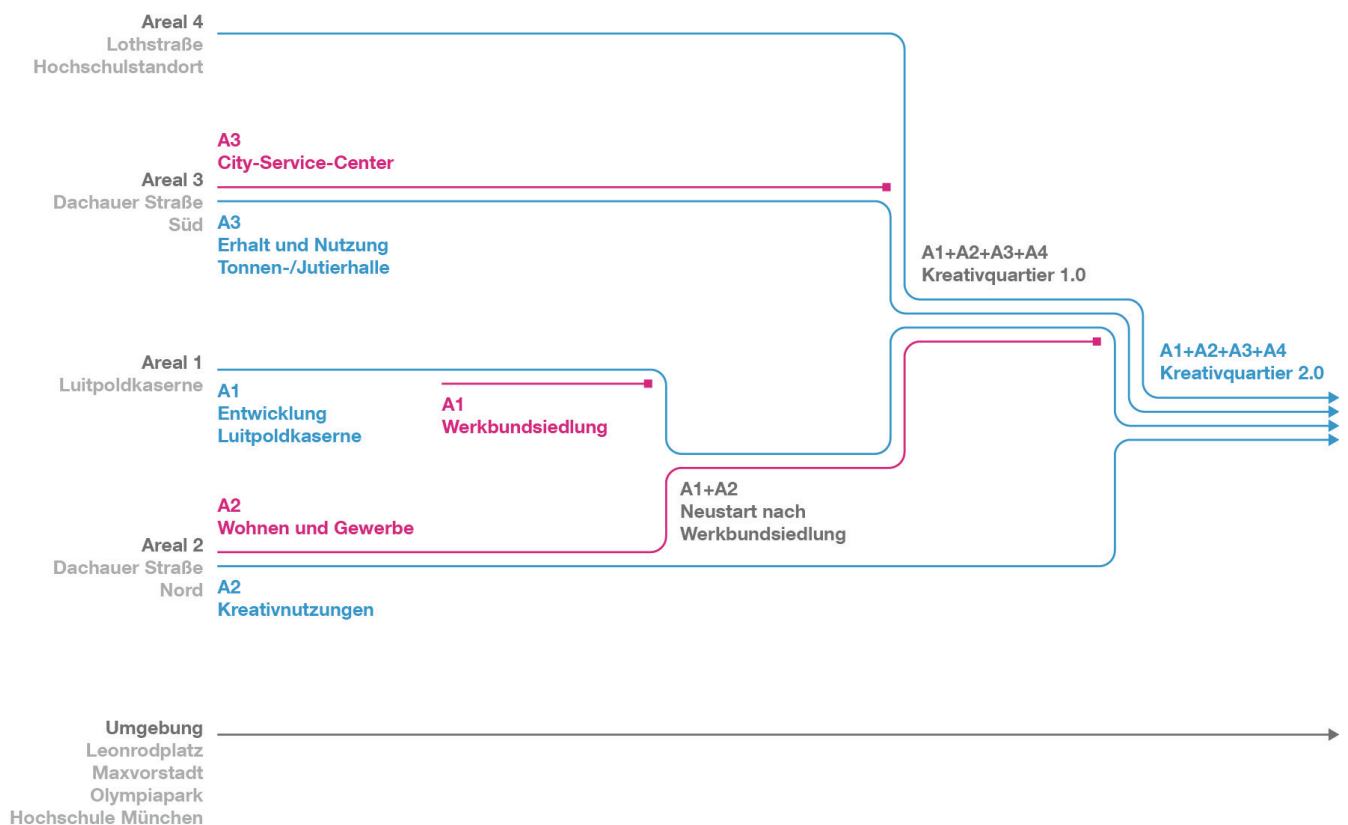 Areal 4
Lothstraße
Hochschulstandort
A3
City-Service-Center
Areal 3
Dachauer Straße
Süd
A3
Erhalt und Nutzung
Tonnen-/Jutierhalle
A1+A2+A3+A4
Kreativquartier 1.0
A1+A2+A3+A4
Kreativquartier 2.0
Areal 1
Luitpoldkaserne
A1
Entwicklung
Luitpoldkaserne
A1
Werkbundsiedlung
A1+A2
Neustart nach
Werkbundsiedlung
A2
Wohnen und Gewerbe
Areal 2
Dachauer Straße
Nord
A2
Kreativnutzungen
Umgebung
Leonrodplatz
Maxvorstadt
Olympiapark
Hochschule München